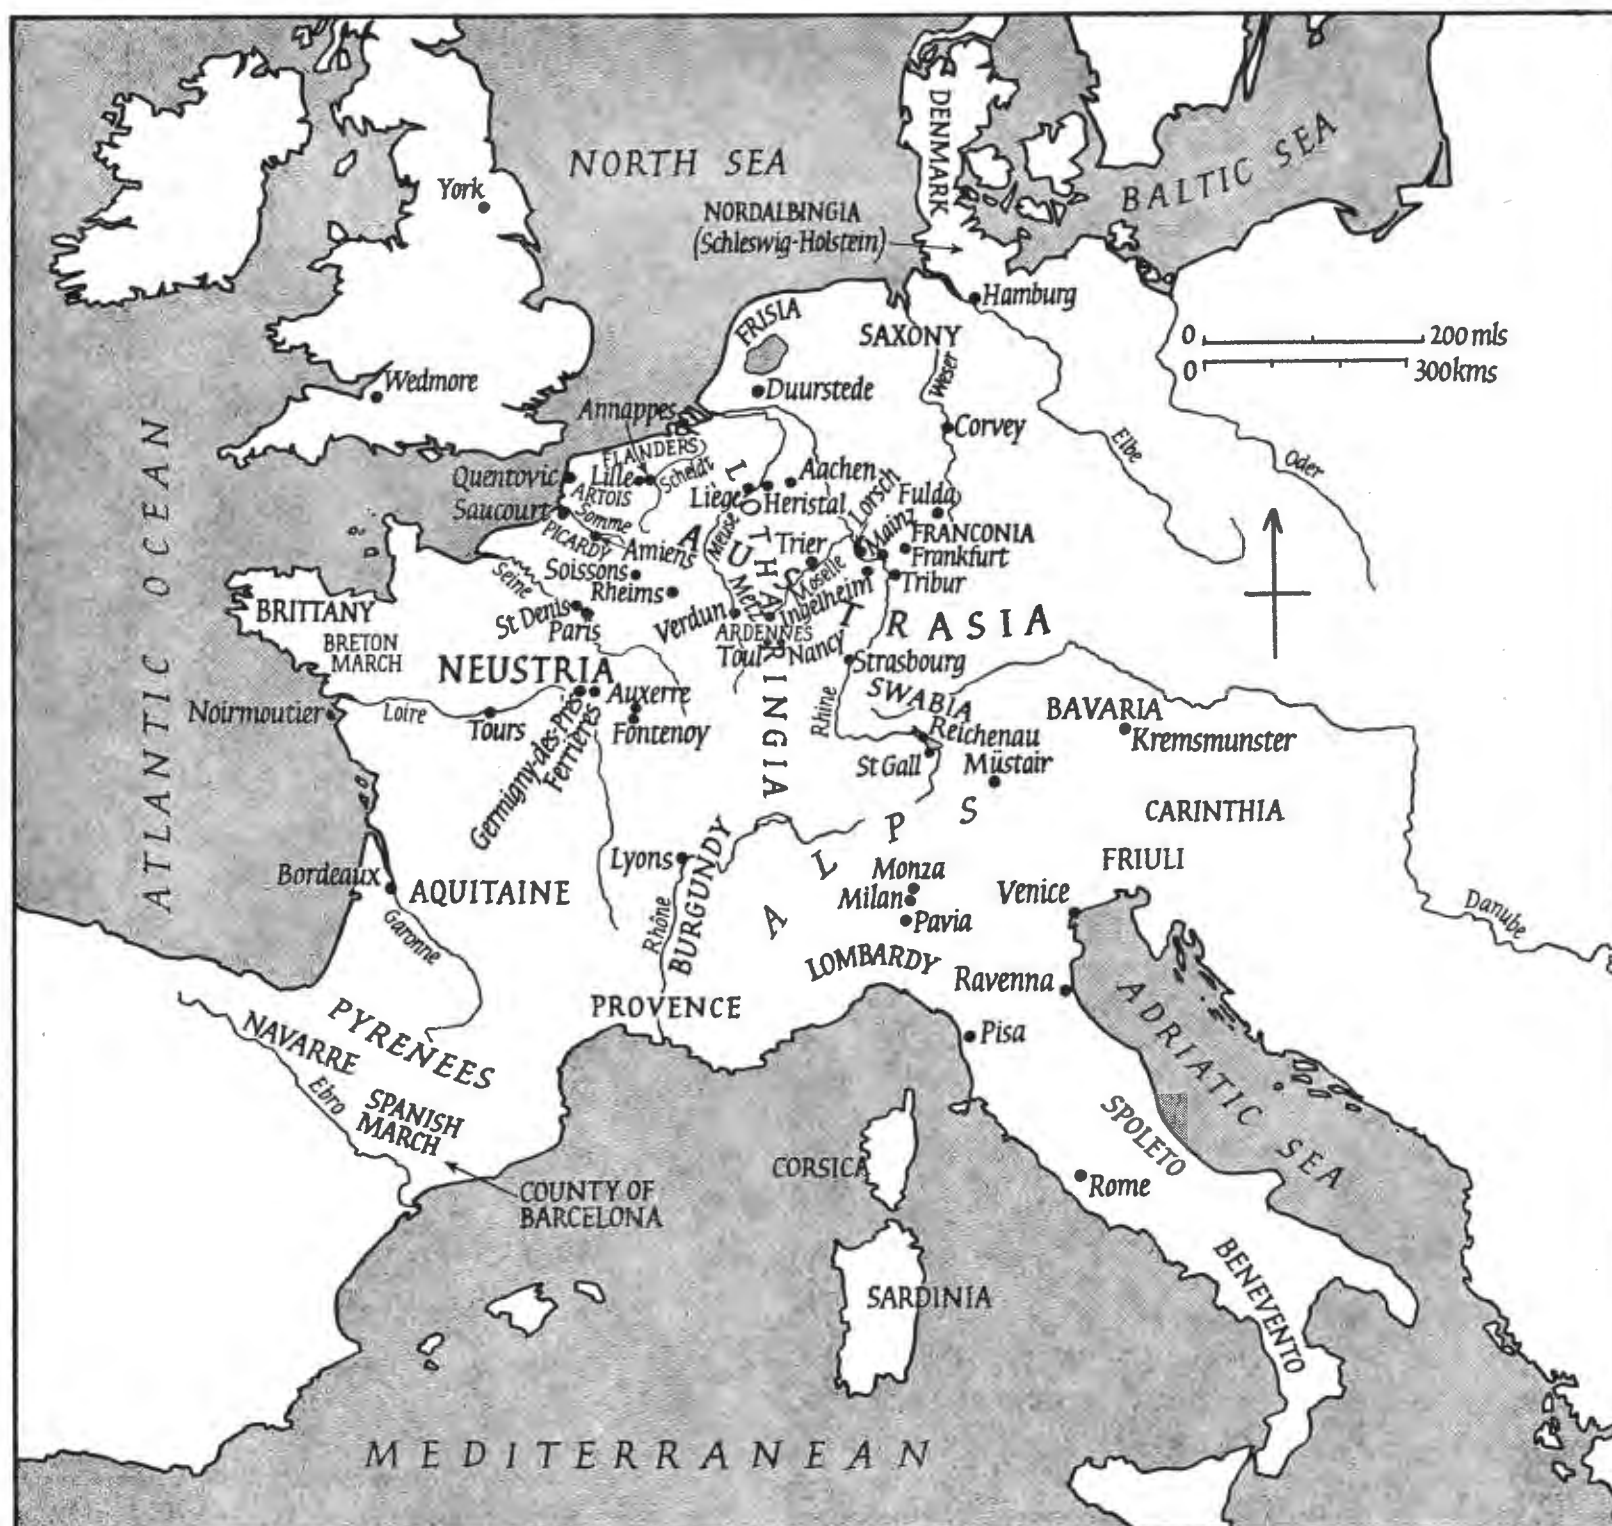 NORTH SEA
DENMARK
BALTIC SEA
York
NORDALBINGIA
(Schleswig-Holstein)
Hamburg
FRISIA
SAXONY
0 200 mls
0 300kms
Wedmore
Duurstede
Weser
Annappes
Corvey
Elbe
Oder
FLANDERS
Scheldt
Quentovic
Lille
ARTOIS
Aachen
Liège
Heristal
Lorsch
Fulda
Saucourt
Somme
PICARDY
Amiens
Meuse
LOTHARINGIA
AUSTRASIA
Trier
Mainz
FRANCONIA
Frankfurt
Soissons
Moselle
Seine
Rheims
Metz
Ingelheim
Tribur
BRITTANY
St Denis
Paris
Verdun
ARDENNES
BRETON
MARCH
Toul
Nancy
Strasbourg
NEUSTRIA
SWABIA
Noirmoutier
Loire
Tours
Auxerre
Fontenoy
Germigny-des-Prés
Ferrières
Rhine
Reichenau
BAVARIA
Kremsmunster
St Gall
Müstair
ATLANTIC OCEAN
ALPS
CARINTHIA
FRIULI
Lyons
BURGUNDY
Monza
Milan
Pavia
Venice
Bordeaux
AQUITAINE
Garonne
Rhône
LOMBARDY
Ravenna
Danube
PROVENCE
Pisa
ADRIATIC SEA
NAVARRE
PYRENEES
Ebro
SPANISH
MARCH
COUNTY OF
BARCELONA
CORSICA
SPOLETO
Rome
SARDINIA
BENEVENTO
MEDITERRANEAN